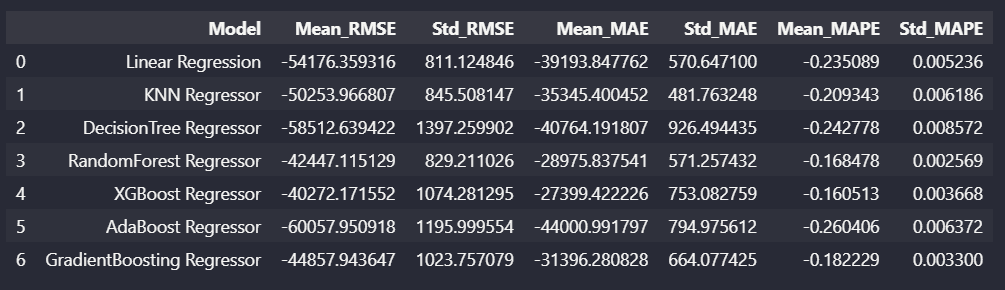 Model Mean_RMSE Std_RMSE Mean_MAE Std_MAE Mean_MAPE Std_MAPE
0 Linear Regression -54176.359316 811.124846 -39193.847762 570.647100 -0.235089 0.005236
1 KNN Regressor -50253.966807 845.508147 -35345.400452 481.763248 -0.209343 0.006186
2 DecisionTree Regressor -58512.639422 1397.259902 -40764.191807 926.494435 -0.242778 0.008572
3 RandomForest Regressor -42447.115129 829.211026 -28975.837541 571.257432 -0.168478 0.002569
4 XGBoost Regressor -40272.171552 1074.281295 -27399.422226 753.082759 -0.160513 0.003668
5 AdaBoost Regressor -60057.950918 1195.999554 -44000.991797 794.975612 -0.260406 0.006372
6 GradientBoosting Regressor -44857.943647 1023.757079 -31396.280828 664.077425 -0.182229 0.003300